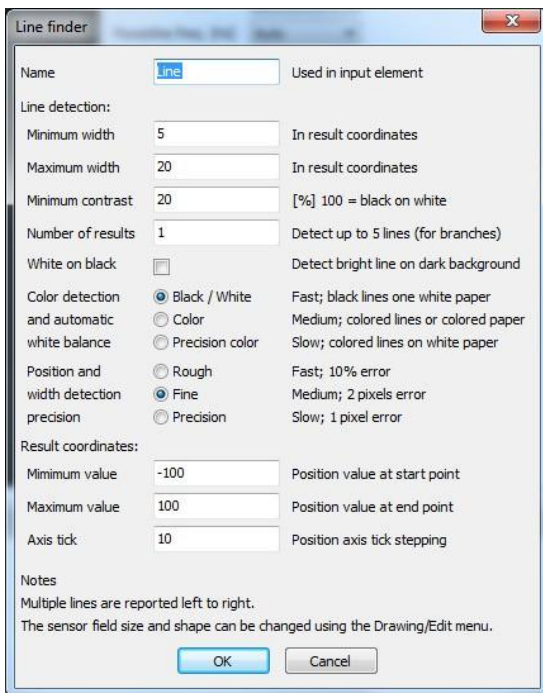 Line finder
Name Line Used in input element
Line detection:
Minimum width 5 In result coordinates
Maximum width 20 In result coordinates
Minimum contrast 20 [%] 100 = black on white
Number of results 1 Detect up to 5 lines (for branches)
White on black Detect bright line on dark background
Color detection Black / White Fast; black lines one white paper
and automatic Color Medium; colored lines or colored paper
white balance Precision color Slow; colored lines on white paper
Position and Rough Fast; 10% error
width detection Fine Medium; 2 pixels error
precision Precision Slow; 1 pixel error
Result coordinates:
Mimimum value -100 Position value at start point
Maximum value 100 Position value at end point
Axis tick 10 Position axis tick stepping
Notes
Multiple lines are reported left to right.
The sensor field size and shape can be changed using the Drawing/Edit menu.
OK Cancel